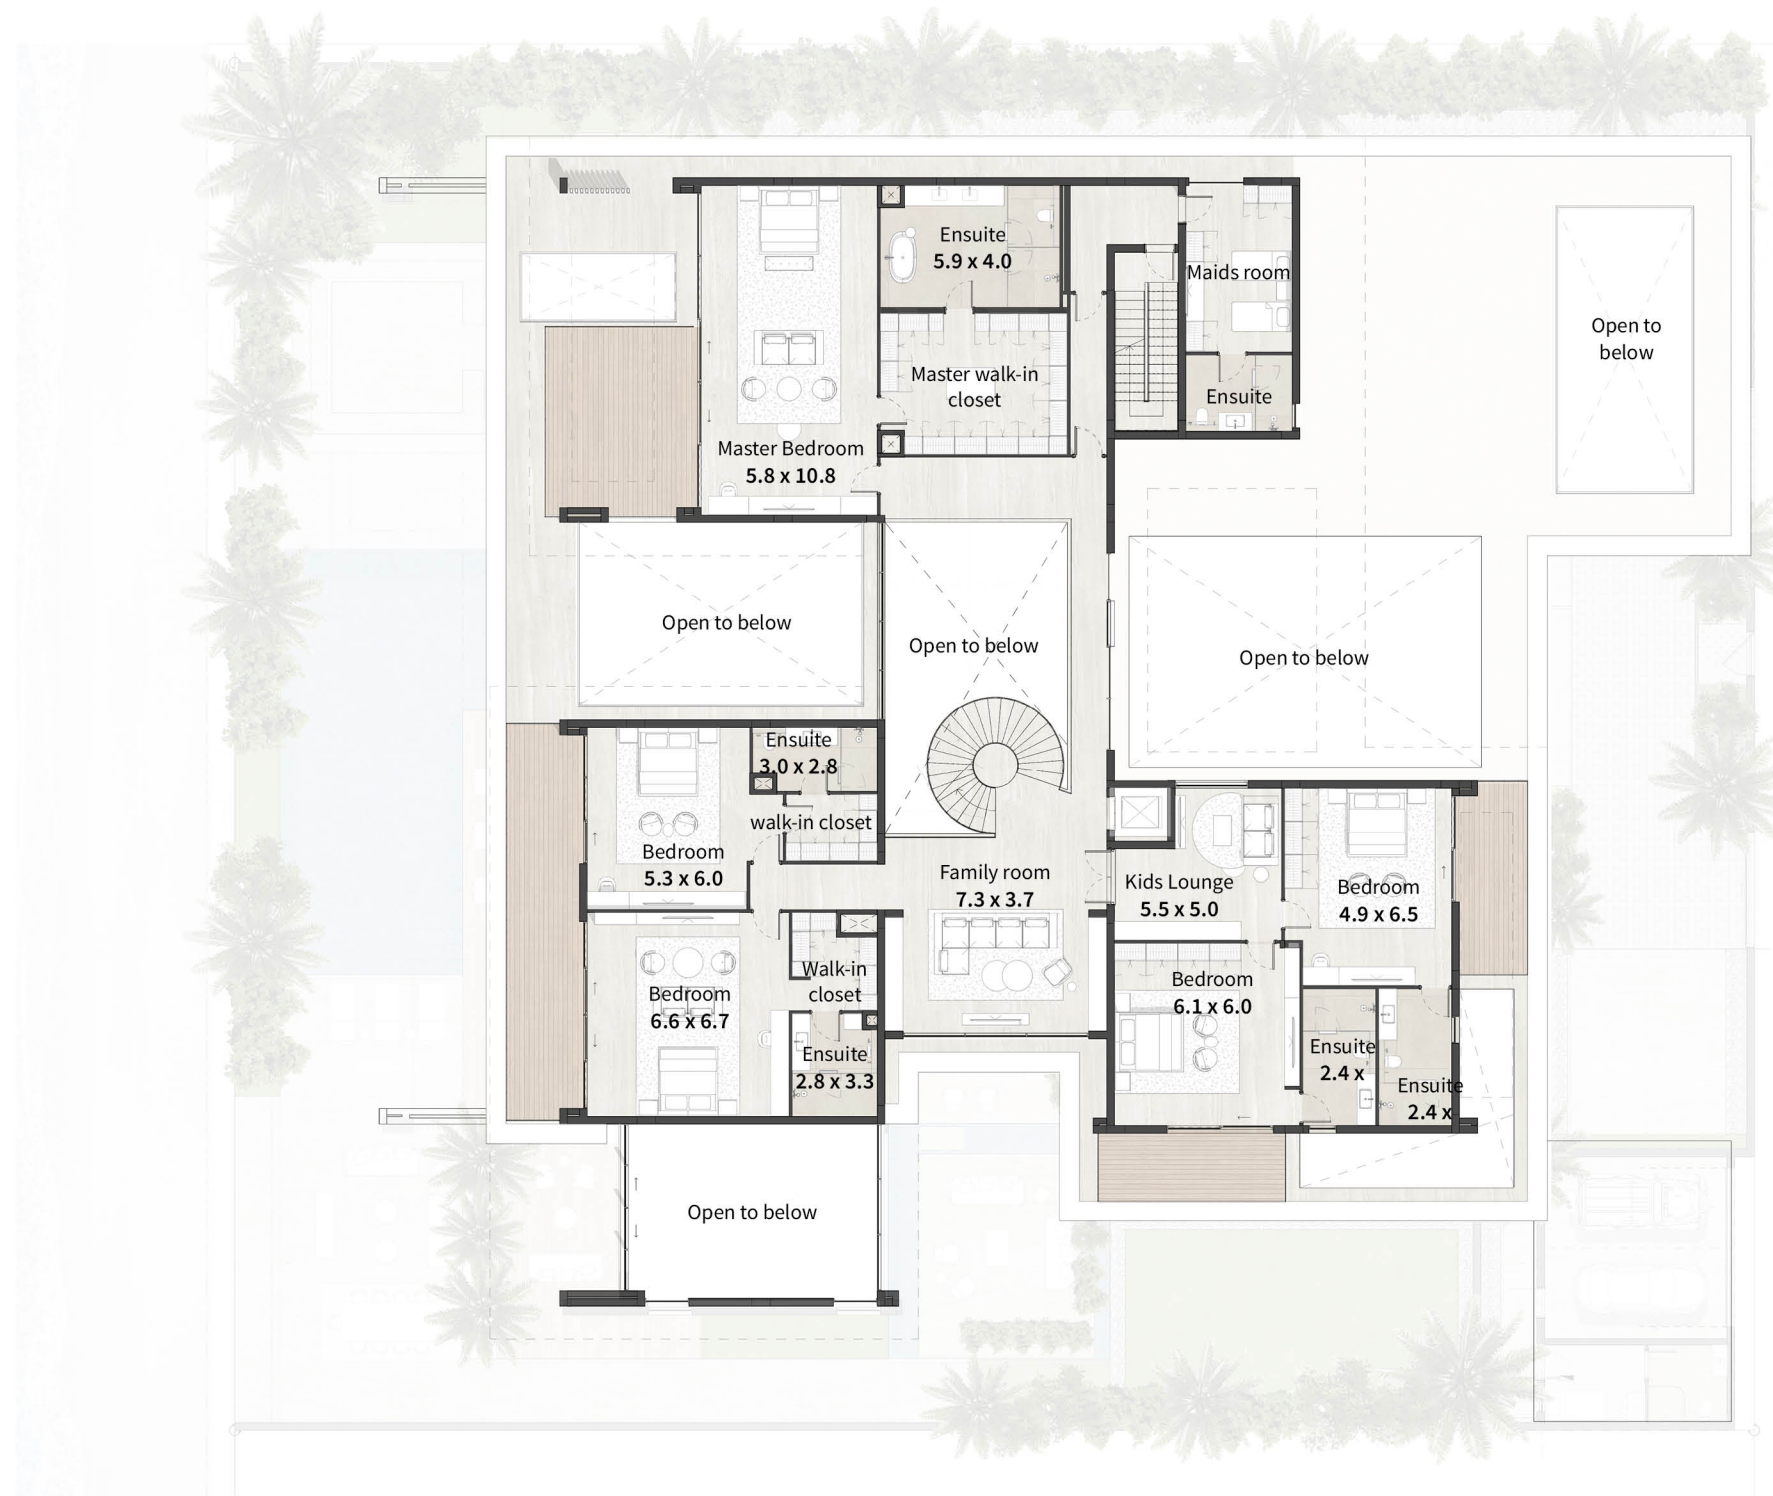 Ensuite
5.9 x 4.0
Maids room
Open to
below
Master walk-in
closet
Ensuite
Master Bedroom
5.8 x 10.8
Open to below
Open to below
Open to below
Ensuite
3.0 x 2.8
walk-in closet
Bedroom
5.3 x 6.0
Family room
7.3 x 3.7
Kids Lounge
5.5 x 5.0
Bedroom
4.9 x 6.5
Walk-in
closet
Bedroom
6.6 x 6.7
Bedroom
6.1 x 6.0
Ensuite
2.8 x 3.3
Ensuite
2.4 x
Ensuite
2.4 x
Open to below